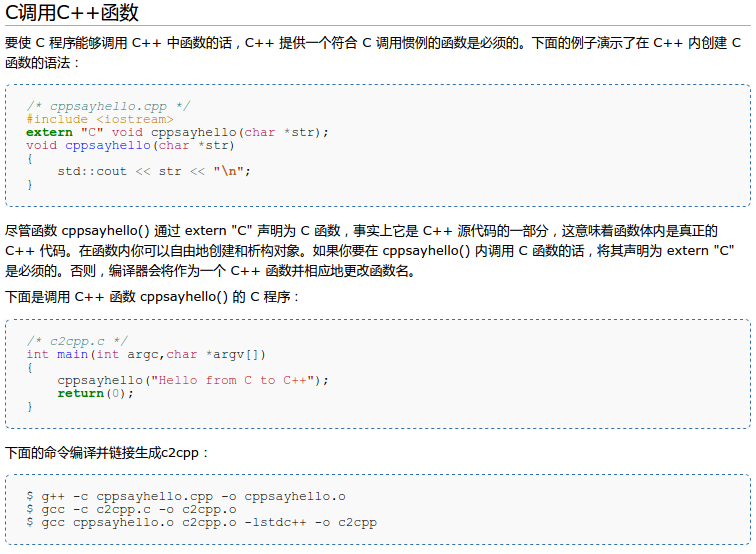 C调用C++函数
要使 C 程序能够调用 C++ 中函数的话，C++ 提供一个符合 C 调用惯例的函数是必须的。下面的例子演示了在 C++ 内创建 C
函数的语法：
/* cppsayhello.cpp */
#include <iostream>
extern "C" void cppsayhello(char *str);
void cppsayhello(char *str)
{
    std::cout << str << "\n";
}
尽管函数 cppsayhello() 通过 extern "C" 声明为 C 函数，事实上它是 C++ 源代码的一部分，这意味着函数体内是真正的
C++ 代码。在函数内你可以自由地创建和析构对象。如果你要在 cppsayhello() 内调用 C 函数的话，将其声明为 extern "C"
是必须的。否则，编译器会将作为一个 C++ 函数并相应地更改函数名。
下面是调用 C++ 函数 cppsayhello() 的 C 程序：
/* c2cpp.c */
int main(int argc,char *argv[])
{
    cppsayhello("Hello from C to C++");
    return(0);
}
下面的命令编译并链接生成c2cpp：
$ g++ -c cppsayhello.cpp -o cppsayhello.o
$ gcc -c c2cpp.c -o c2cpp.o
$ gcc cppsayhello.o c2cpp.o -lstdc++ -o c2cpp